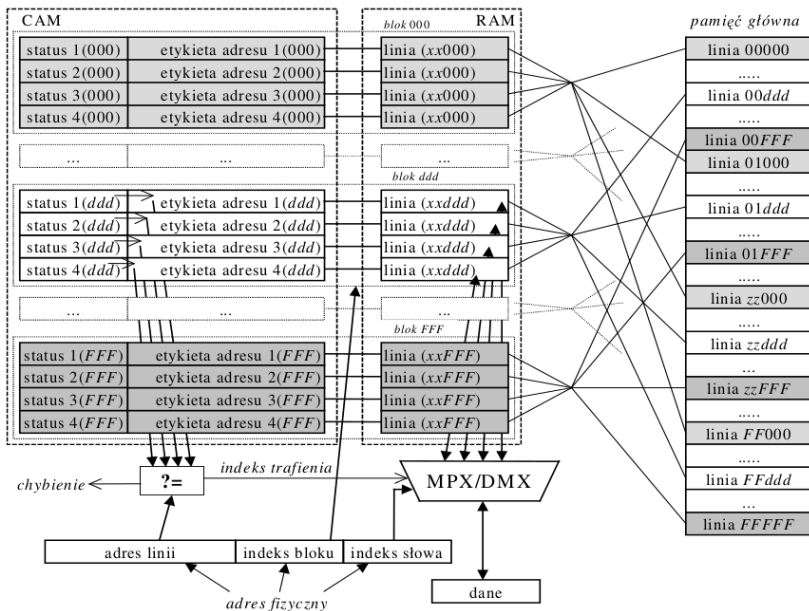 CAM
blok 000
RAM
pamięć główna
status 1(000) etykieta adresu 1(000) linia (xx000)
status 2(000) etykieta adresu 2(000) linia (xx000)
status 3(000) etykieta adresu 3(000) linia (xx000)
status 4(000) etykieta adresu 4(000) linia (xx000)
... ... ...
blok ddd
status 1(ddd) etykieta adresu 1(ddd) linia (xxddd)
status 2(ddd) etykieta adresu 2(ddd) linia (xxddd)
status 3(ddd) etykieta adresu 3(ddd) linia (xxddd)
status 4(ddd) etykieta adresu 4(ddd) linia (xxddd)
... ... ...
blok FFF
status 1(FFF) etykieta adresu 1(FFF) linia (xxFFF)
status 2(FFF) etykieta adresu 2(FFF) linia (xxFFF)
status 3(FFF) etykieta adresu 3(FFF) linia (xxFFF)
status 4(FFF) etykieta adresu 4(FFF) linia (xxFFF)
linia 00000
.....
linia 00ddd
.....
linia 00FFF
linia 01000
.....
linia 01ddd
.....
linia 01FFF
.....
linia zz000
.....
linia zzddd
...
linia zzFFF
.....
linia FF000
.....
linia FFddd
...
linia FFFFF
chybienie
?=
indeks trafienia
MPX/DMX
adres linii indeks bloku indeks słowa
adres fizyczny
dane